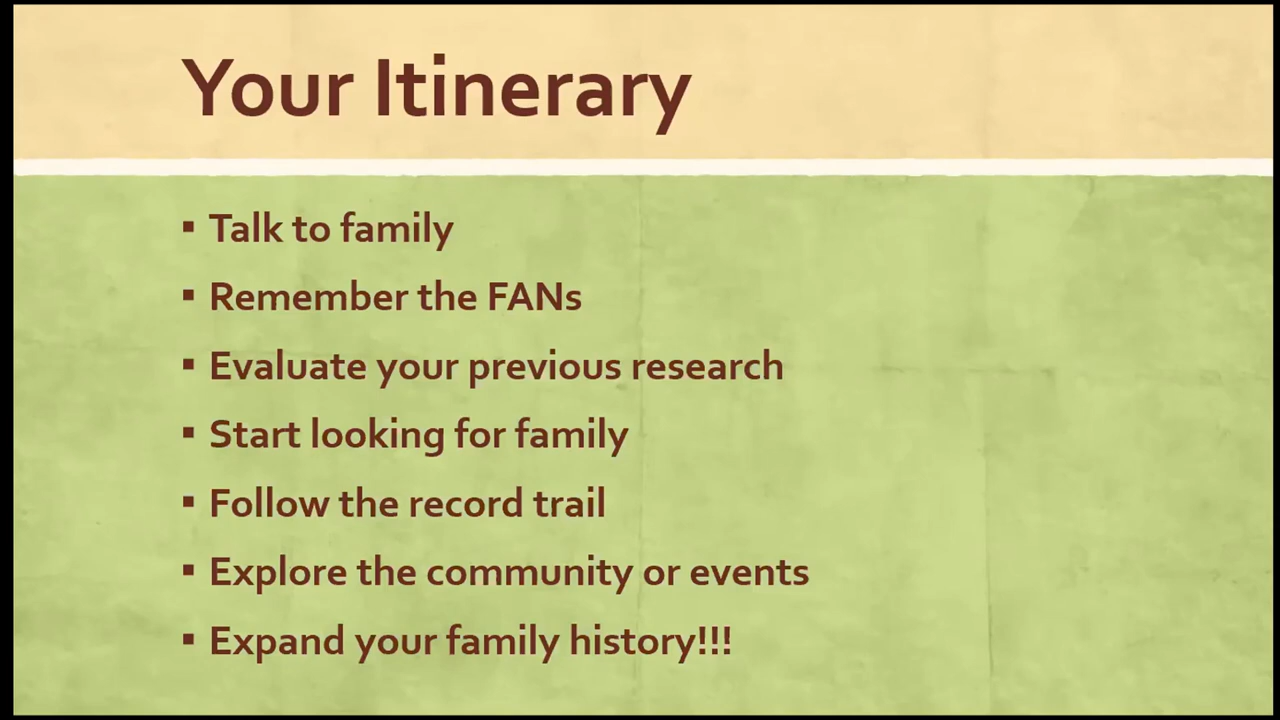 Your Itinerary
▪ Talk to family
▪ Remember the FANs
▪ Evaluate your previous research
▪ Start looking for family
▪ Follow the record trail
▪ Explore the community or events
▪ Expand your family history!!!